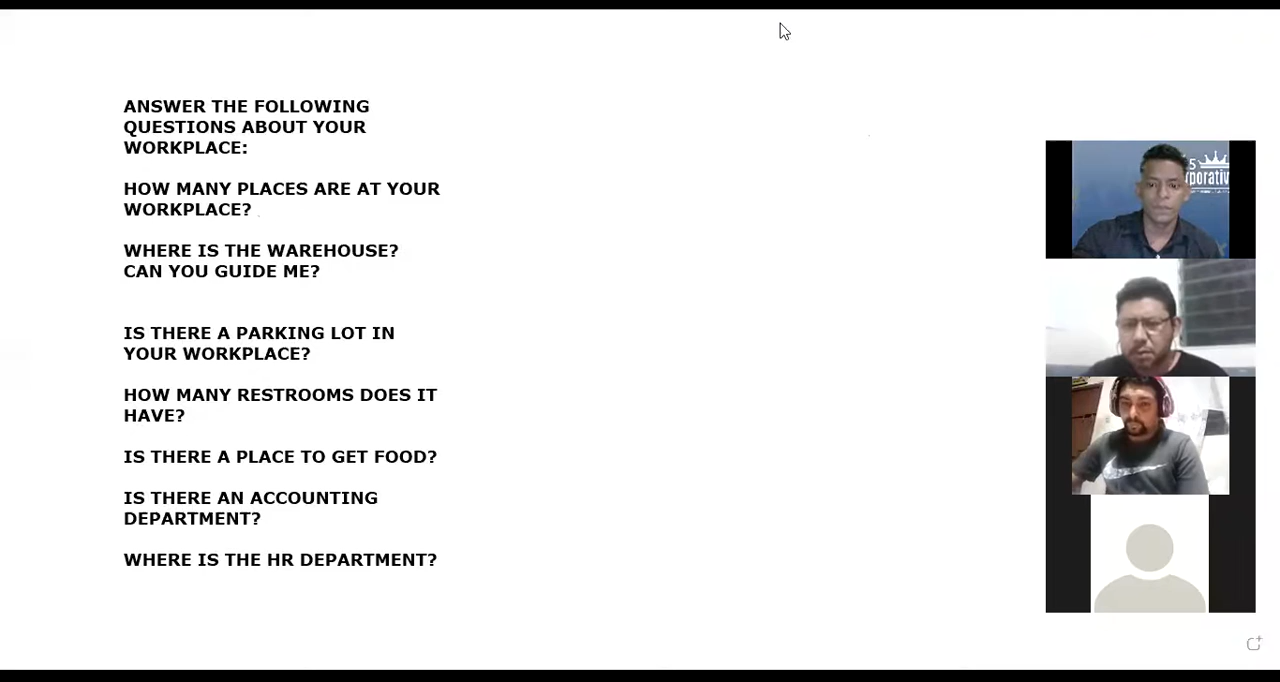 ANSWER THE FOLLOWING
QUESTIONS ABOUT YOUR
WORKPLACE:
HOW MANY PLACES ARE AT YOUR
WORKPLACE?
WHERE IS THE WAREHOUSE?
CAN YOU GUIDE ME?
IS THERE A PARKING LOT IN
YOUR WORKPLACE?
HOW MANY RESTROOMS DOES IT
HAVE?
IS THERE A PLACE TO GET FOOD?
IS THERE AN ACCOUNTING
DEPARTMENT?
WHERE IS THE HR DEPARTMENT?
5
rporativ